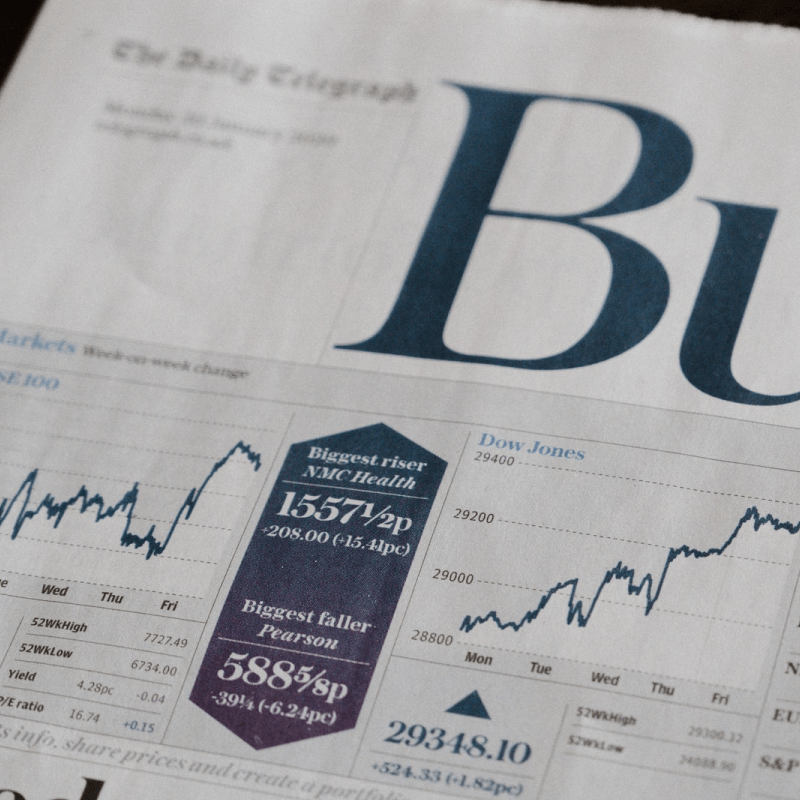 The Daily Telegraph
Monday 20 January 2020
telegraph.co.uk
Bu
Markets Week-on-week change
SE 100
Wed Thu Fri
52WkHigh 7727.49
52WkLow 6734.00
Yield 4.28pc -0.04
P/E ratio 16.74 +0.15
Biggest riser
NMC Health
1557½p
+208.00 (+15.41pc)
Biggest faller
Pearson
588⅝p
-39¼ (-6.24pc)
Dow Jones
29400
29200
29000
28800
Mon Tue Wed Thu Fri
29348.10
+524.33 (+1.82pc)
52WkHigh
52WkLow
EU
S&P
s info, share prices and create a portfolio